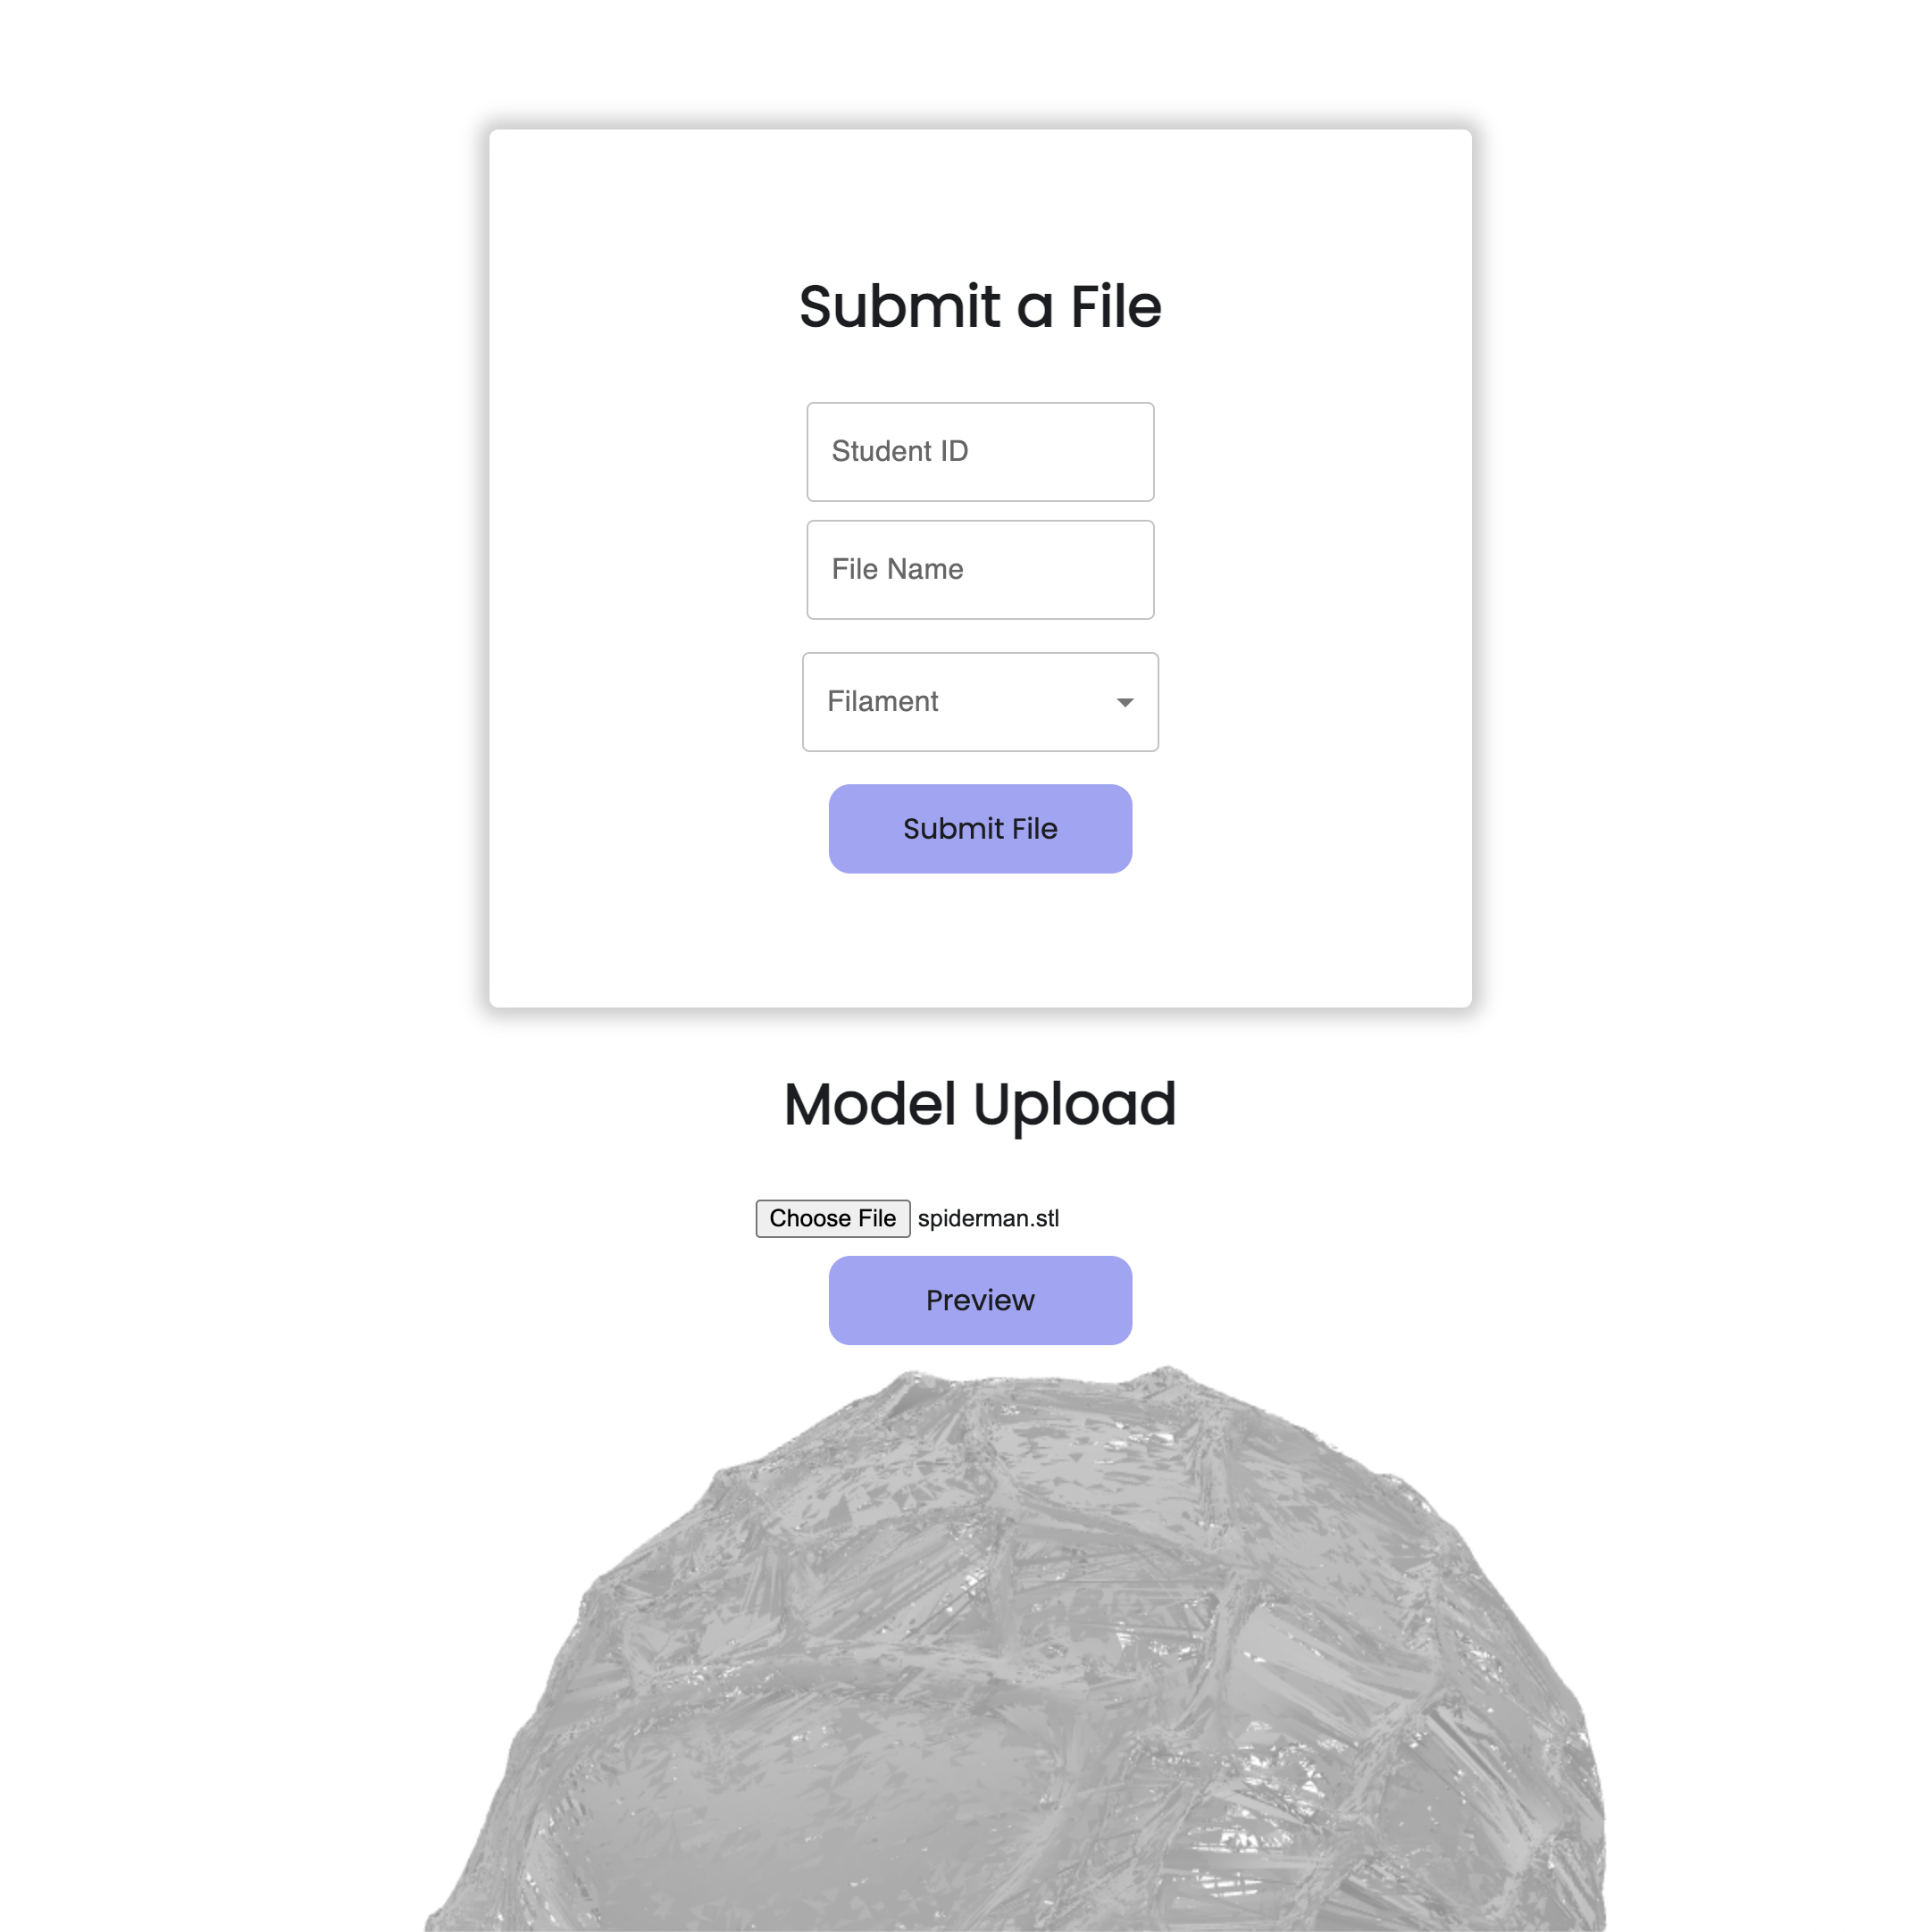 Submit a File
Student ID
File Name
Filament
Submit File
Model Upload
Choose File spiderman.stl
Preview